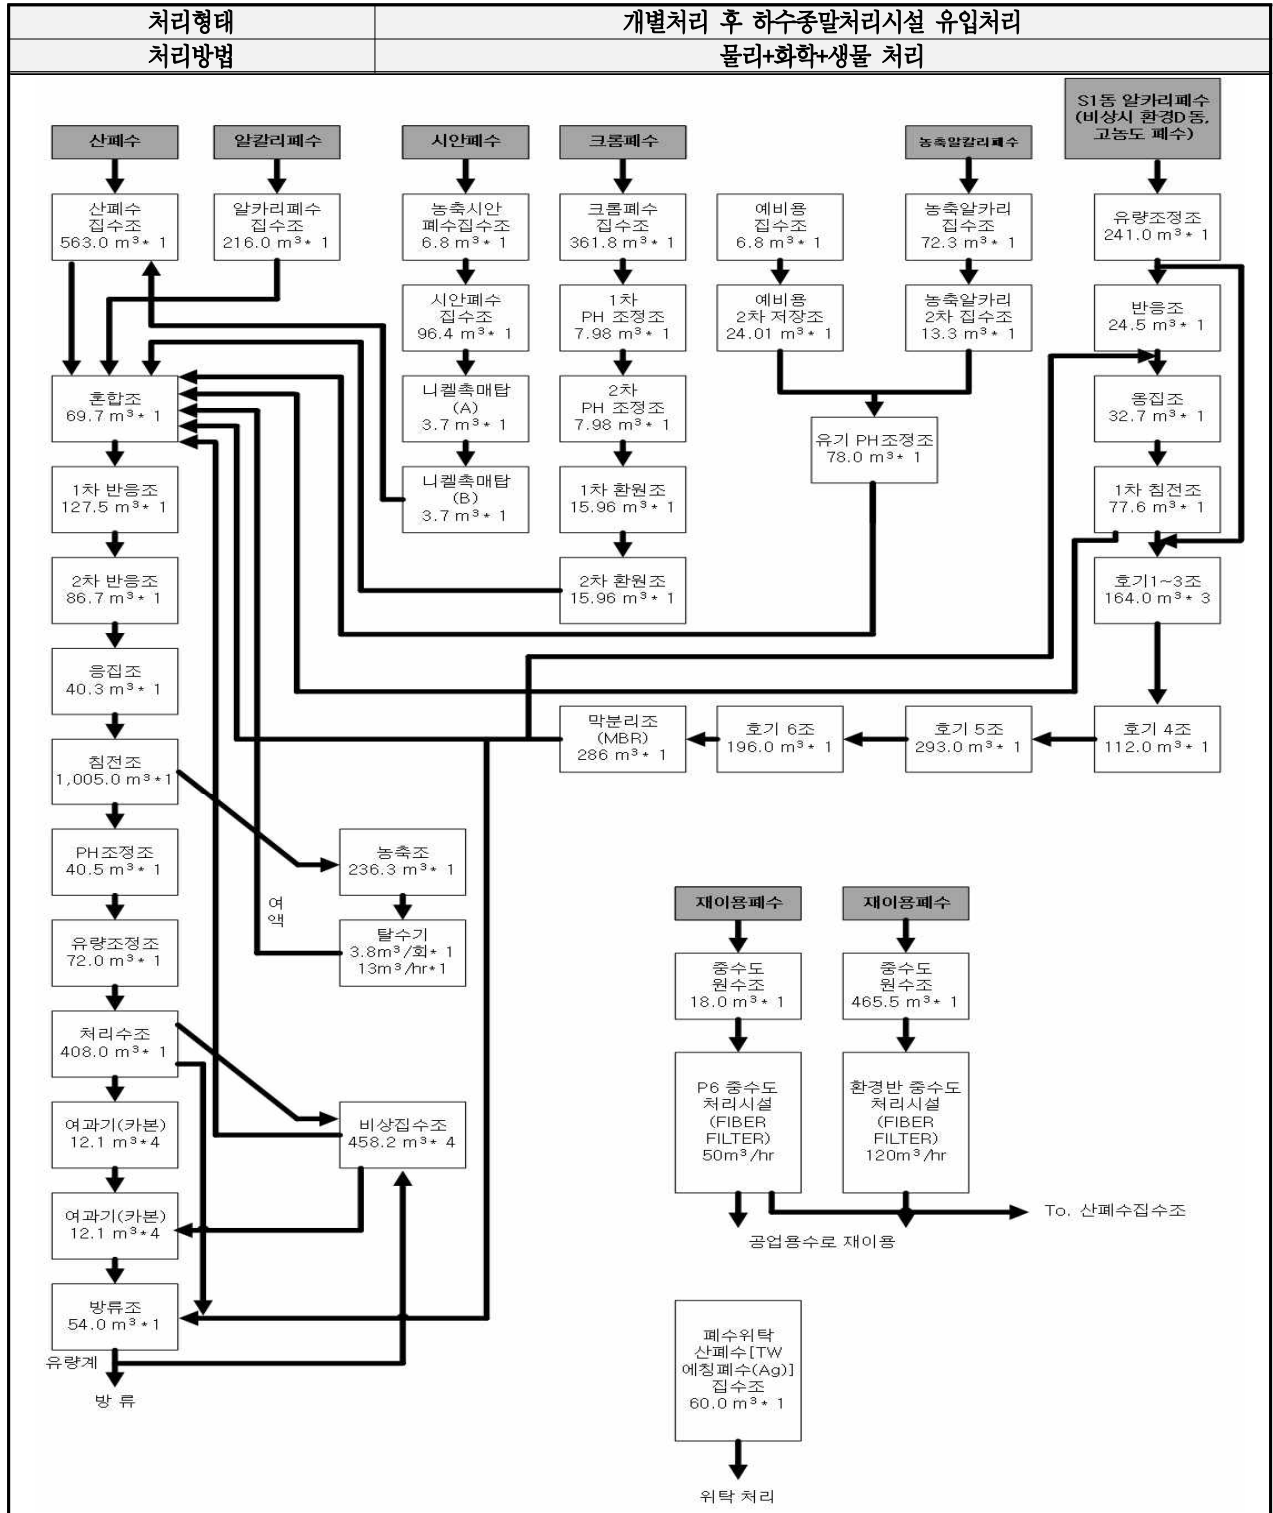 처리형태
개별처리 후 하수종말처리시설 유입처리
처리방법
물리+화학+생물 처리
산폐수
알칼리폐수
시안폐수
크롬폐수
농축알칼리폐수
S1동 알카리폐수
(비상시 환경D동,
고농도 폐수)
산폐수
집수조
563.0 m³* 1
알카리폐수
집수조
216.0 m³* 1
농축시안
폐수집수조
6.8 m³* 1
크롬폐수
집수조
361.8 m³* 1
예비용
집수조
6.8 m³* 1
농축알카리
집수조
72.3 m³* 1
유량조정조
241.0 m³* 1
시안폐수
집수조
96.4 m³* 1
1차
PH 조정조
7.98 m³* 1
예비용
2차 저장조
24.01 m³* 1
농축알카리
2차 집수조
13.3 m³* 1
반응조
24.5 m³* 1
혼합조
69.7 m³* 1
니켈촉매탑
(A)
3.7 m³* 1
2차
PH 조정조
7.98 m³* 1
유기 PH조정조
78.0 m³* 1
응집조
32.7 m³* 1
1차 반응조
127.5 m³* 1
니켈촉매탑
(B)
3.7 m³* 1
1차 환원조
15.96 m³* 1
1차 침전조
77.6 m³* 1
2차 반응조
86.7 m³* 1
2차 환원조
15.96 m³* 1
호기1~3조
164.0 m³* 3
응집조
40.3 m³* 1
막분리조
(MBR)
286 m³* 1
호기 6조
196.0 m³* 1
호기 5조
293.0 m³* 1
호기 4조
112.0 m³* 1
침전조
1,005.0 m³*1
PH조정조
40.5 m³* 1
농축조
236.3 m³* 1
여
액
재이용폐수
재이용폐수
유량조정조
72.0 m³* 1
탈수기
3.8m³/회* 1
13m³/hr*1
중수도
원수조
18.0 m³* 1
중수도
원수조
465.5 m³* 1
처리수조
408.0 m³* 1
P6 중수도
처리시설
(FIBER
FILTER)
50m³/hr
환경반 중수도
처리시설
(FIBER
FILTER)
120m³/hr
여과기(카본)
12.1 m³*4
비상집수조
458.2 m³* 4
여과기(카본)
12.1 m³*4
To. 산폐수집수조
공업용수로 재이용
방류조
54.0 m³*1
유량계
방 류
폐수위탁
산폐수[TW
에칭폐수(Ag)]
집수조
60.0 m³* 1
위탁 처리